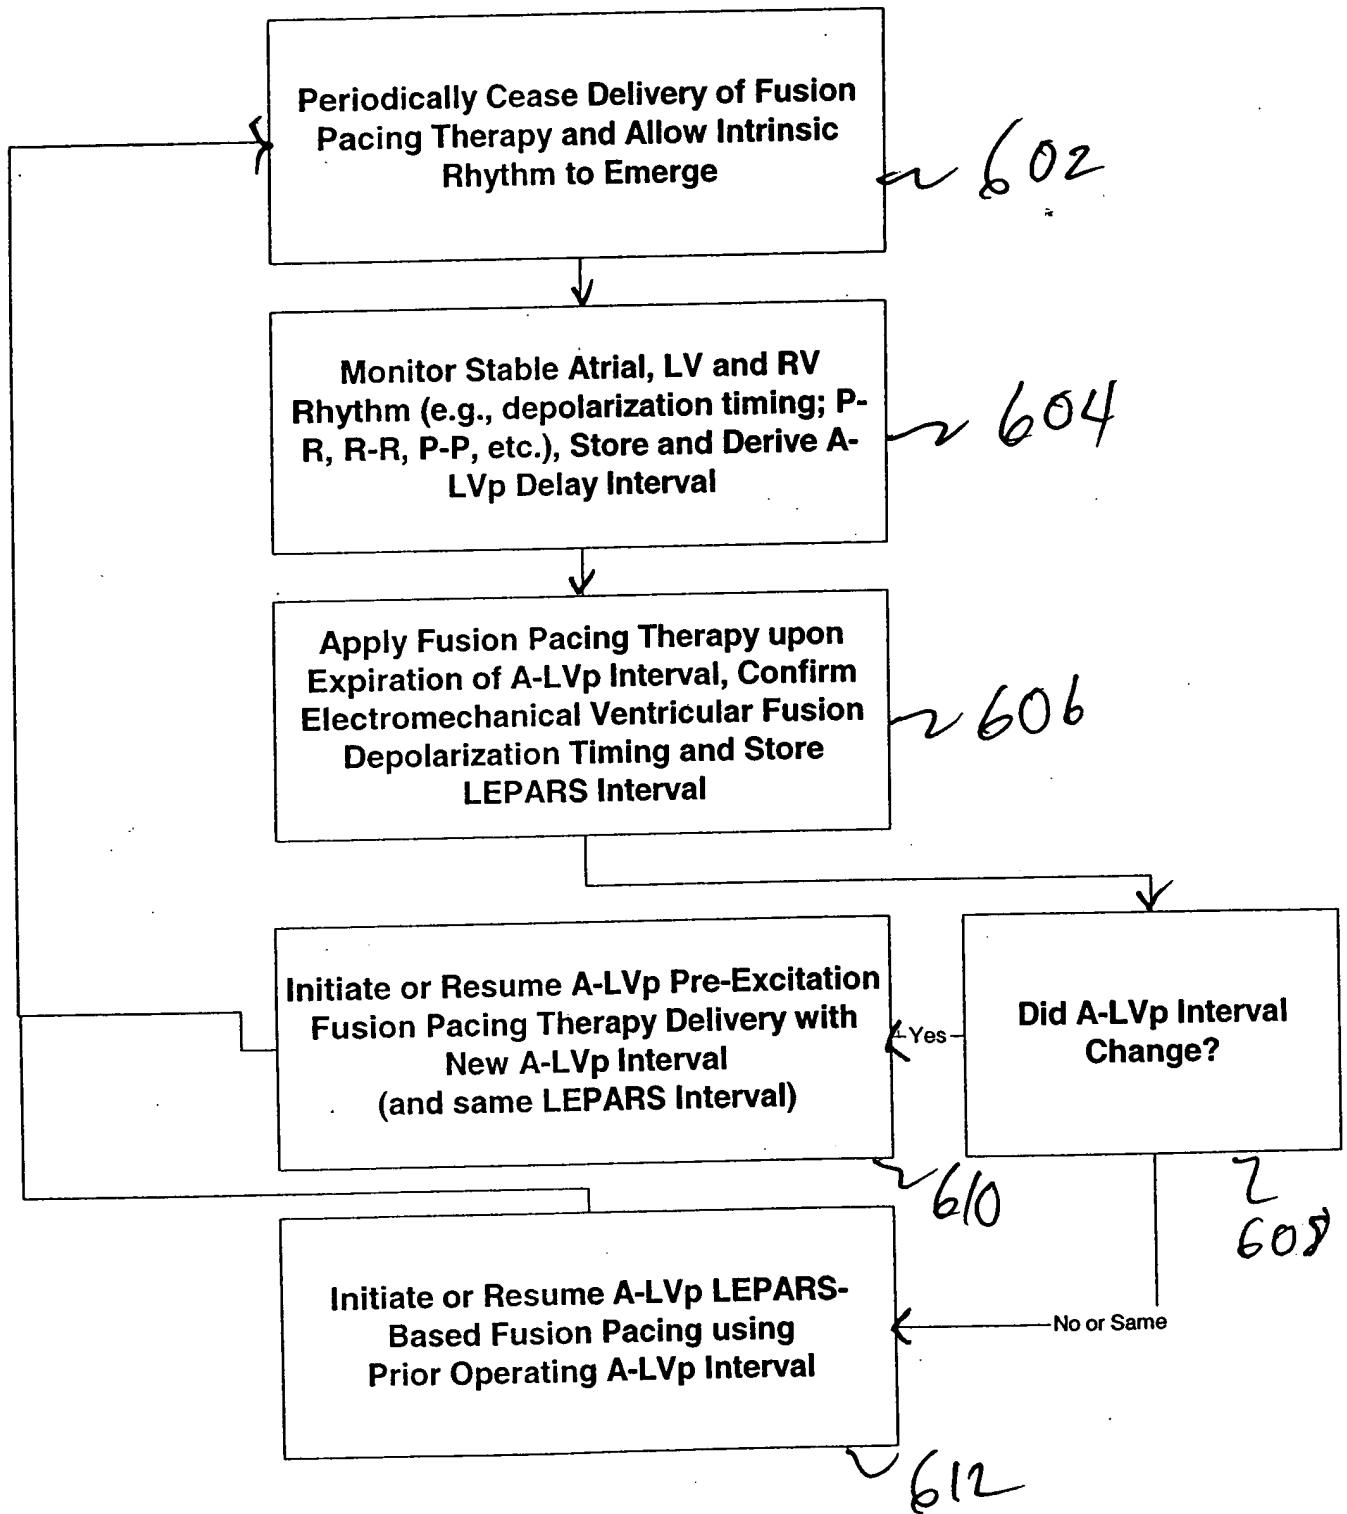 Periodically Cease Delivery of Fusion
Pacing Therapy and Allow Intrinsic
Rhythm to Emerge
602
Monitor Stable Atrial, LV and RV
Rhythm (e.g., depolarization timing; P-
R, R-R, P-P, etc.), Store and Derive A-
LVp Delay Interval
604
Apply Fusion Pacing Therapy upon
Expiration of A-LVp Interval, Confirm
Electromechanical Ventricular Fusion
Depolarization Timing and Store
LEPARS Interval
606
Initiate or Resume A-LVp Pre-Excitation
Fusion Pacing Therapy Delivery with
New A-LVp Interval
(and same LEPARS Interval)
610
Yes
Did A-LVp Interval
Change?
608
Initiate or Resume A-LVp LEPARS-
Based Fusion Pacing using
Prior Operating A-LVp Interval
612
No or Same